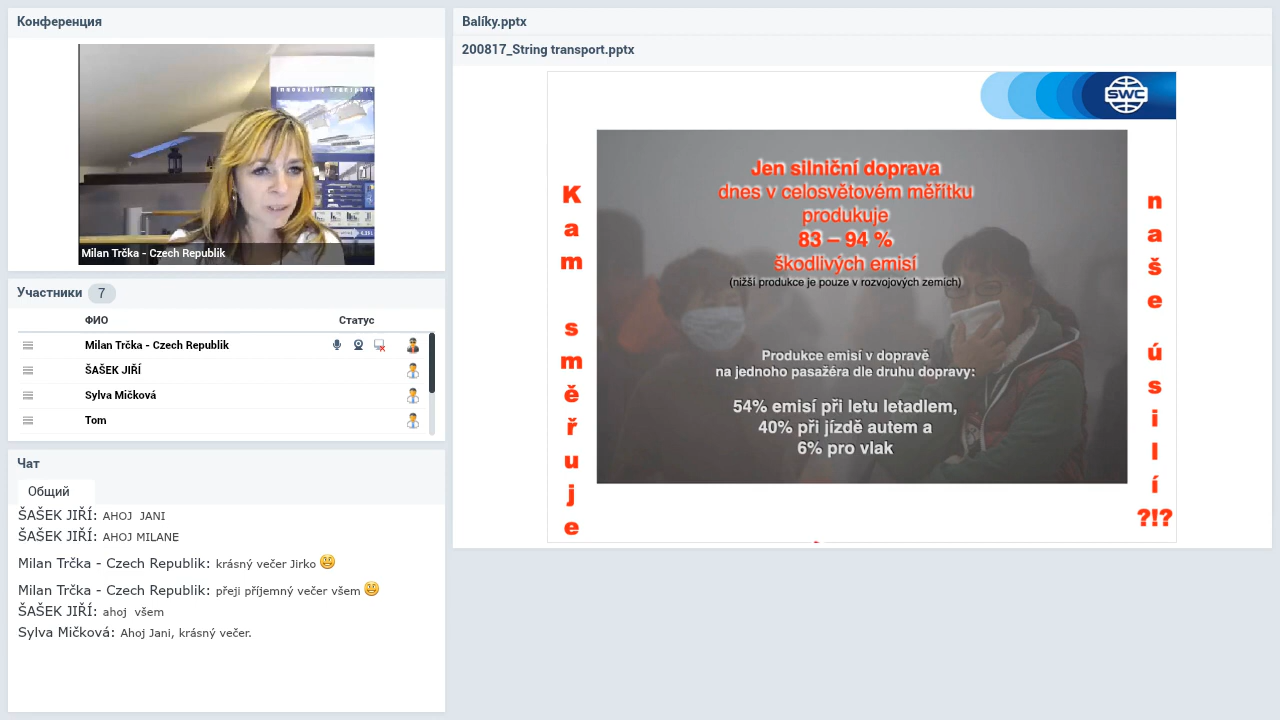 Конференция
innovative transport
Milan Trčka - Czech Republik
Участники 7
ФИО Статус
Milan Trčka - Czech Republik
ŠAŠEK JIŘÍ
Sylva Mičková
Tom
Чат
Общий
ŠAŠEK JIŘÍ: AHOJ JANI
ŠAŠEK JIŘÍ: AHOJ MILANE
Milan Trčka - Czech Republik: krásný večer Jirko
Milan Trčka - Czech Republik: přeji příjemný večer všem
ŠAŠEK JIŘÍ: ahoj všem
Sylva Mičková: Ahoj Jani, krásný večer.
Balíky.pptx
200817_String transport.pptx
SWC
Kam směřuje
Jen silniční doprava
dnes v celosvětovém měřítku
produkuje
83 – 94 %
škodlivých emisí
(nižší produkce je pouze v rozvojových zemích)
Produkce emisí v dopravě
na jednoho pasažéra dle druhu dopravy:
54% emisí při letu letadlem,
40% při jízdě autem a
6% pro vlak
naše úsilí ?!?